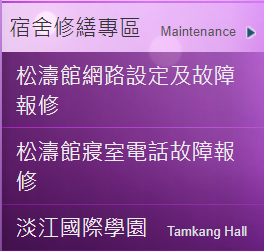 宿舍修繕專區 Maintenance
松濤館網路設定及故障
報修
松濤館寢室電話故障報
修
淡江國際學園 Tamkang Hall